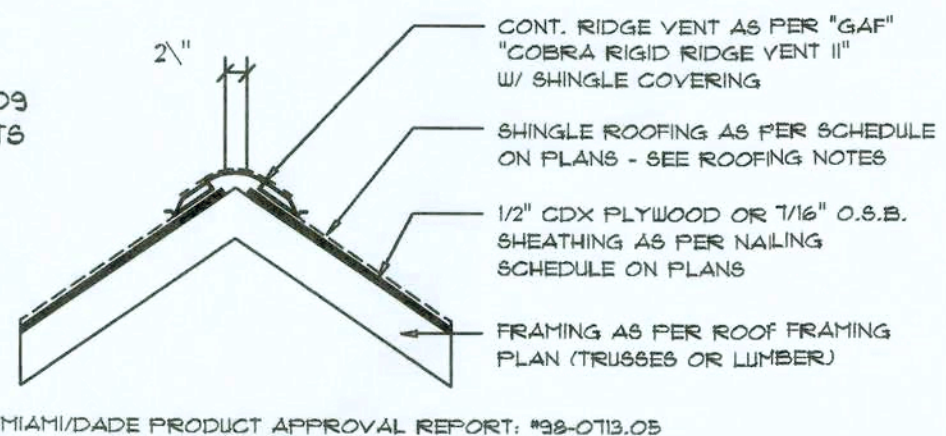 CONT. RIDGE VENT AS PER "GAF"
"COBRA RIGID RIDGE VENT II"
W/ SHINGLE COVERING
2\"
09
TS
SHINGLE ROOFING AS PER SCHEDULE
ON PLANS - SEE ROOFING NOTES
1/2" CDX PLYWOOD OR 7/16" O.S.B.
SHEATHING AS PER NAILING
SCHEDULE ON PLANS
FRAMING AS PER ROOF FRAMING
PLAN (TRUSSES OR LUMBER)
MIAMI/DADE PRODUCT APPROVAL REPORT: #98-0713.05